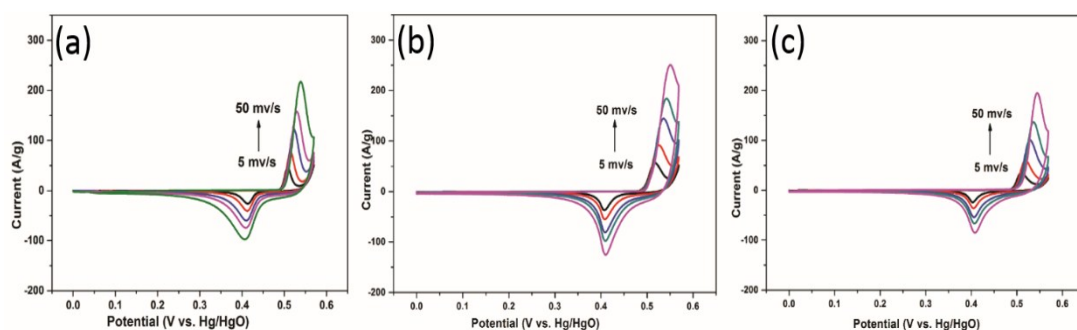 (a)
300
200
100
0
-100
-200
Current (A/g)
50 mv/s
5 mv/s
0.0 0.1 0.2 0.3 0.4 0.5 0.6
Potential (V vs. Hg/HgO)
(b)
300
200
100
0
-100
-200
Current (A/g)
50 mv/s
5 mv/s
0.0 0.1 0.2 0.3 0.4 0.5 0.6
Potential (V vs. Hg/HgO)
(c)
300
200
100
0
-100
-200
Current (A/g)
50 mv/s
5 mv/s
0.0 0.1 0.2 0.3 0.4 0.5 0.6
Potential (V vs. Hg/HgO)